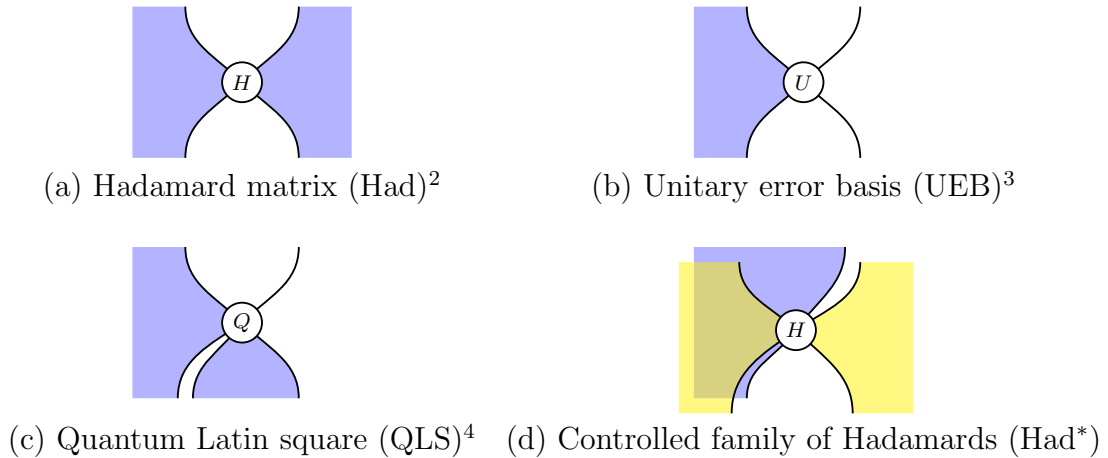 H
U
(a) Hadamard matrix (Had)²
(b) Unitary error basis (UEB)³
Q
H
(c) Quantum Latin square (QLS)⁴
(d) Controlled family of Hadamards (Had*)